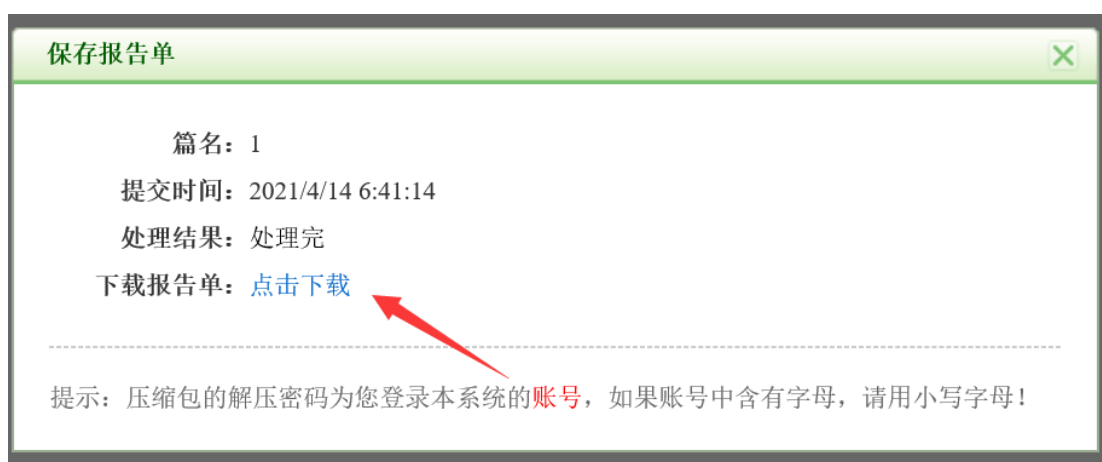 保存报告单
篇名：1
提交时间：2021/4/14 6:41:14
处理结果：处理完
下载报告单：点击下载
提示：压缩包的解压密码为您登录本系统的账号，如果账号中含有字母，请用小写字母！